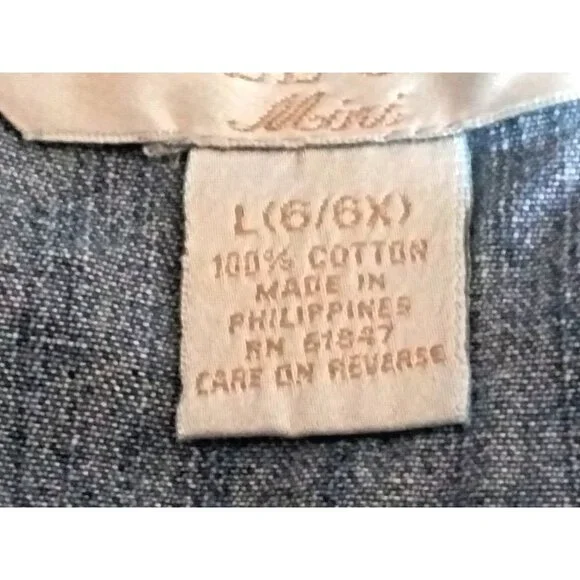 Mini
L(6/6X)
100% COTTON
MADE IN
PHILIPPINES
RN 61847
CARE ON REVERSE